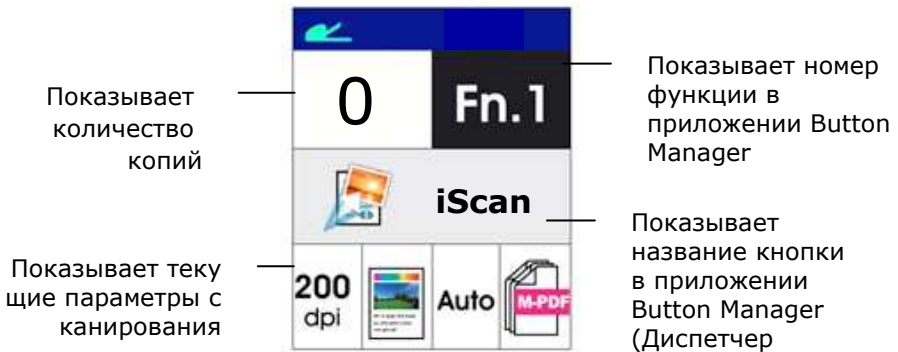 Показывает
количество
копий
Показывает теку
щие параметры с
канирования
0
Fn.1
iScan
200
dpi
Auto
M-PDF
Показывает номер
функции в
приложении Button
Manager
Показывает
название кнопки
в приложении
Button Manager
(Диспетчер